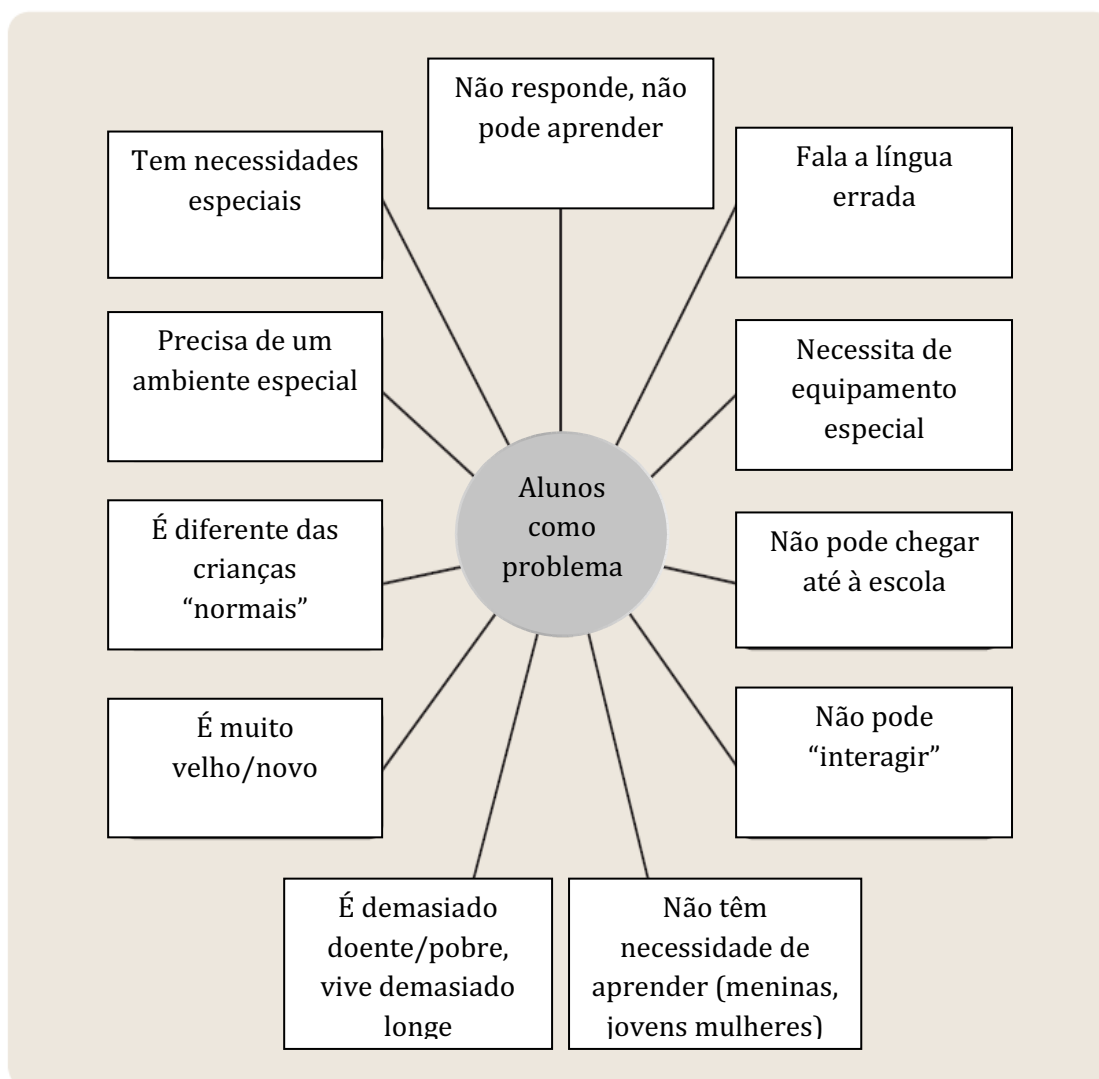 Não responde, não
pode aprender
Tem necessidades
especiais
Fala a língua
errada
Precisa de um
ambiente especial
Necessita de
equipamento
especial
Alunos
como
problema
É diferente das
crianças
“normais”
Não pode chegar
até à escola
É muito
velho/novo
Não pode
“interagir”
É demasiado
doente/pobre,
vive demasiado
longe
Não têm
necessidade de
aprender (meninas,
jovens mulheres)